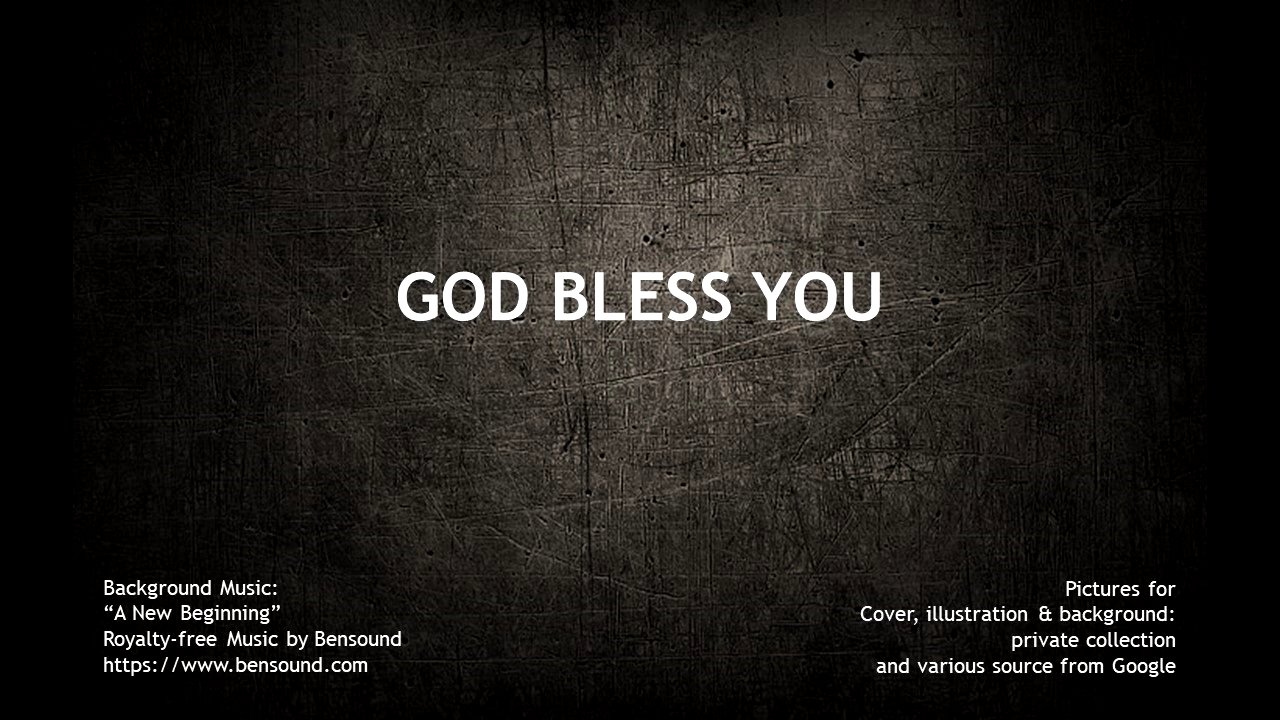 GOD BLESS YOU
Background Music:
“A New Beginning”
Royalty-free Music by Bensound
https://www.bensound.com
Pictures for
Cover, illustration & background:
private collection
and various source from Google